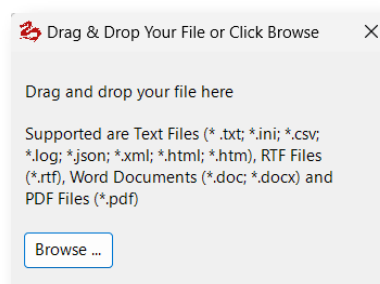 Drag & Drop Your File or Click Browse
Drag and drop your file here
Supported are Text Files (* .txt; *.ini; *.csv;
*.log; *.json; *.xml; *.html; *.htm), RTF Files
(*.rtf), Word Documents (*.doc; *.docx) and
PDF Files (*.pdf)
Browse ...